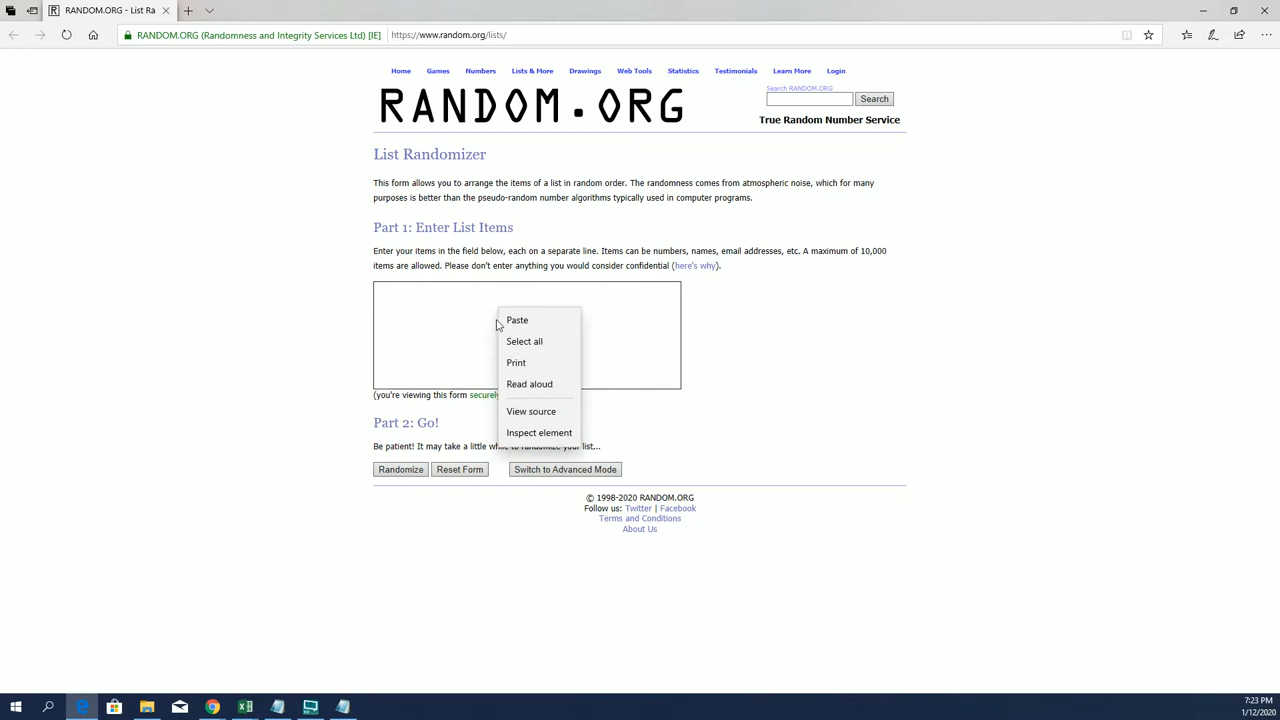 RANDOM.ORG - List Ra
RANDOM.ORG (Randomness and Integrity Services Ltd) [IE]
https://www.random.org/lists/
Home Games Numbers Lists & More Drawings Web Tools Statistics Testimonials Learn More Login
Search RANDOM.ORG
RANDOM.ORG
Search
True Random Number Service
List Randomizer
This form allows you to arrange the items of a list in random order. The randomness comes from atmospheric noise, which for many
purposes is better than the pseudo-random number algorithms typically used in computer programs.
Part 1: Enter List Items
Enter your items in the field below, each on a separate line. Items can be numbers, names, email addresses, etc. A maximum of 10,000
items are allowed. Please don't enter anything you would consider confidential (here's why).
Paste
Select all
Print
Read aloud
View source
Inspect element
(you're viewing this form securely
Part 2: Go!
Be patient! It may take a little while to randomize your list...
Randomize Reset Form Switch to Advanced Mode
© 1998-2020 RANDOM.ORG
Follow us: Twitter | Facebook
Terms and Conditions
About Us
7:23 PM
1/12/2020